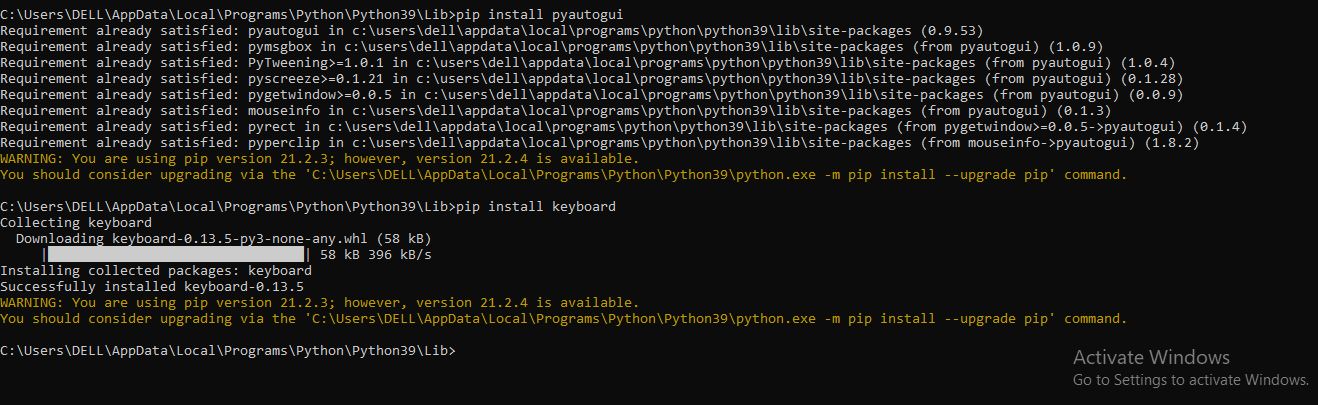 C:\Users\DELL\AppData\Local\Programs\Python\Python39\Lib>pip install pyautogui
Requirement already satisfied: pyautogui in c:\users\dell\appdata\local\programs\python\python39\lib\site-packages (0.9.53)
Requirement already satisfied: pymsgbox in c:\users\dell\appdata\local\programs\python\python39\lib\site-packages (from pyautogui) (1.0.9)
Requirement already satisfied: PyTweening>=1.0.1 in c:\users\dell\appdata\local\programs\python\python39\lib\site-packages (from pyautogui) (1.0.4)
Requirement already satisfied: pyscreeze>=0.1.21 in c:\users\dell\appdata\local\programs\python\python39\lib\site-packages (from pyautogui) (0.1.28)
Requirement already satisfied: pygetwindow>=0.0.5 in c:\users\dell\appdata\local\programs\python\python39\lib\site-packages (from pyautogui) (0.0.9)
Requirement already satisfied: mouseinfo in c:\users\dell\appdata\local\programs\python\python39\lib\site-packages (from pyautogui) (0.1.3)
Requirement already satisfied: pyrect in c:\users\dell\appdata\local\programs\python\python39\lib\site-packages (from pygetwindow>=0.0.5->pyautogui) (0.1.4)
Requirement already satisfied: pyperclip in c:\users\dell\appdata\local\programs\python\python39\lib\site-packages (from mouseinfo->pyautogui) (1.8.2)
WARNING: You are using pip version 21.2.3; however, version 21.2.4 is available.
You should consider upgrading via the 'C:\Users\DELL\AppData\Local\Programs\Python\Python39\python.exe -m pip install --upgrade pip' command.
C:\Users\DELL\AppData\Local\Programs\Python\Python39\Lib>pip install keyboard
Collecting keyboard
  Downloading keyboard-0.13.5-py3-none-any.whl (58 kB)
     |████████████████████████████████| 58 kB 396 kB/s
Installing collected packages: keyboard
Successfully installed keyboard-0.13.5
WARNING: You are using pip version 21.2.3; however, version 21.2.4 is available.
You should consider upgrading via the 'C:\Users\DELL\AppData\Local\Programs\Python\Python39\python.exe -m pip install --upgrade pip' command.
C:\Users\DELL\AppData\Local\Programs\Python\Python39\Lib>
Activate Windows
Go to Settings to activate Windows.